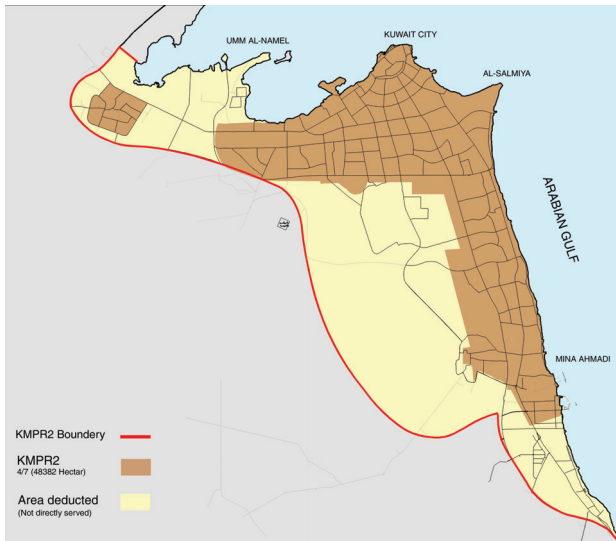 UMM AL-NAMEL
KUWAIT CITY
AL-SALMIYA
ARABIAN GULF
MINA AHMADI
KMPR2 Boundery
KMPR2
4/7 (48382 Hectar)
Area deducted
(Not directly served)